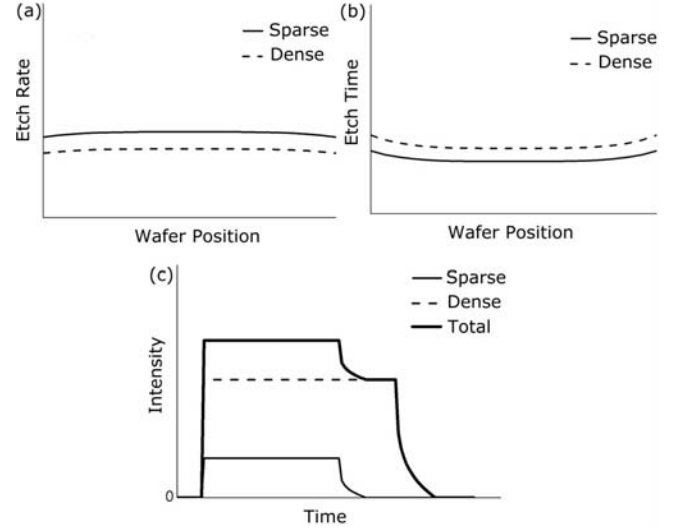 (a)
Sparse
Dense
Etch Rate
Wafer Position
(b)
Sparse
Dense
Etch Time
Wafer Position
(c)
Sparse
Dense
Total
Intensity
0
Time